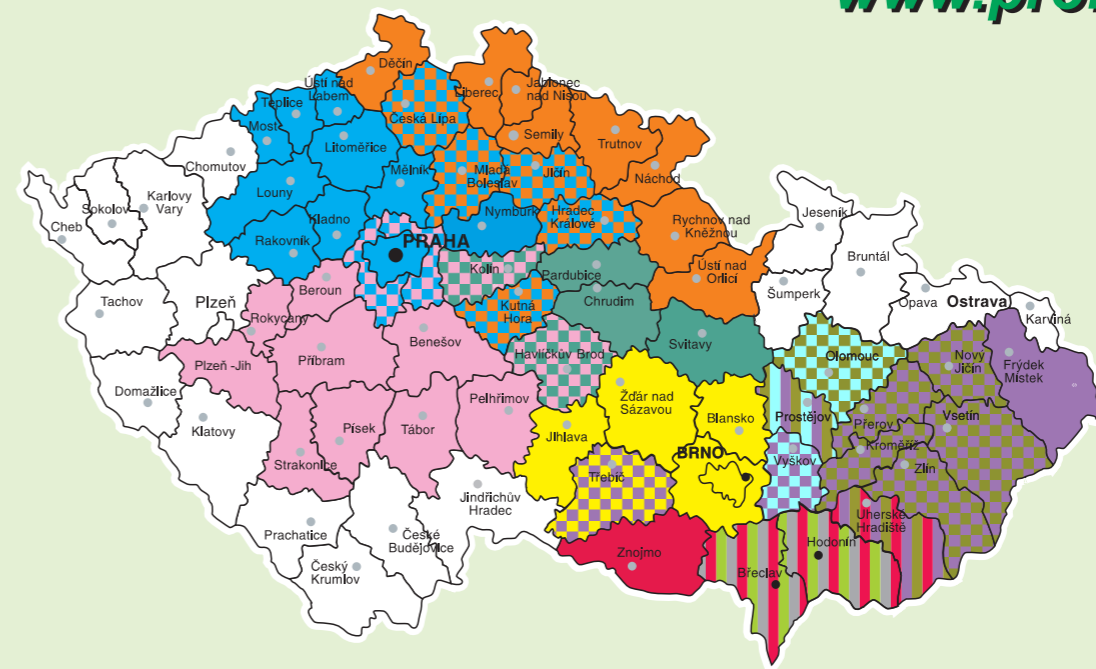 Děčín
Ústí nad
Labem
Teplice
Liberec
Jablonec
nad Nisou
Česká Lípa
Most
Semily
Trutnov
Litoměřice
Chomutov
Mělník
Mladá
Boleslav
Jičín
Náchod
Louny
Karlovy
Vary
Sokolov
Cheb
Kladno
Nymburk
Hradec
Králové
Rychnov nad
Kněžnou
Jeseník
Rakovník
PRAHA
Bruntál
Kolín
Pardubice
Ústí nad
Orlicí
Beroun
Šumperk
Opava
Ostrava
Karviná
Tachov
Plzeň
Rokycany
Kutná
Hora
Chrudim
Benešov
Svitavy
Příbram
Havlíčkův Brod
Olomouc
Nový
Jičín
Frýdek
Místek
Plzeň -Jih
Domažlice
Pelhřimov
Žďár nad
Sázavou
Blansko
Prostějov
Přerov
Vsetín
Klatovy
Písek
Tábor
Jihlava
BRNO
Kroměříž
Vyškov
Zlín
Strakonice
Třebíč
Jindřichův
Hradec
Uherské
Hradiště
Prachatice
České
Budějovice
Hodonín
Znojmo
Český
Krumlov
Břeclav